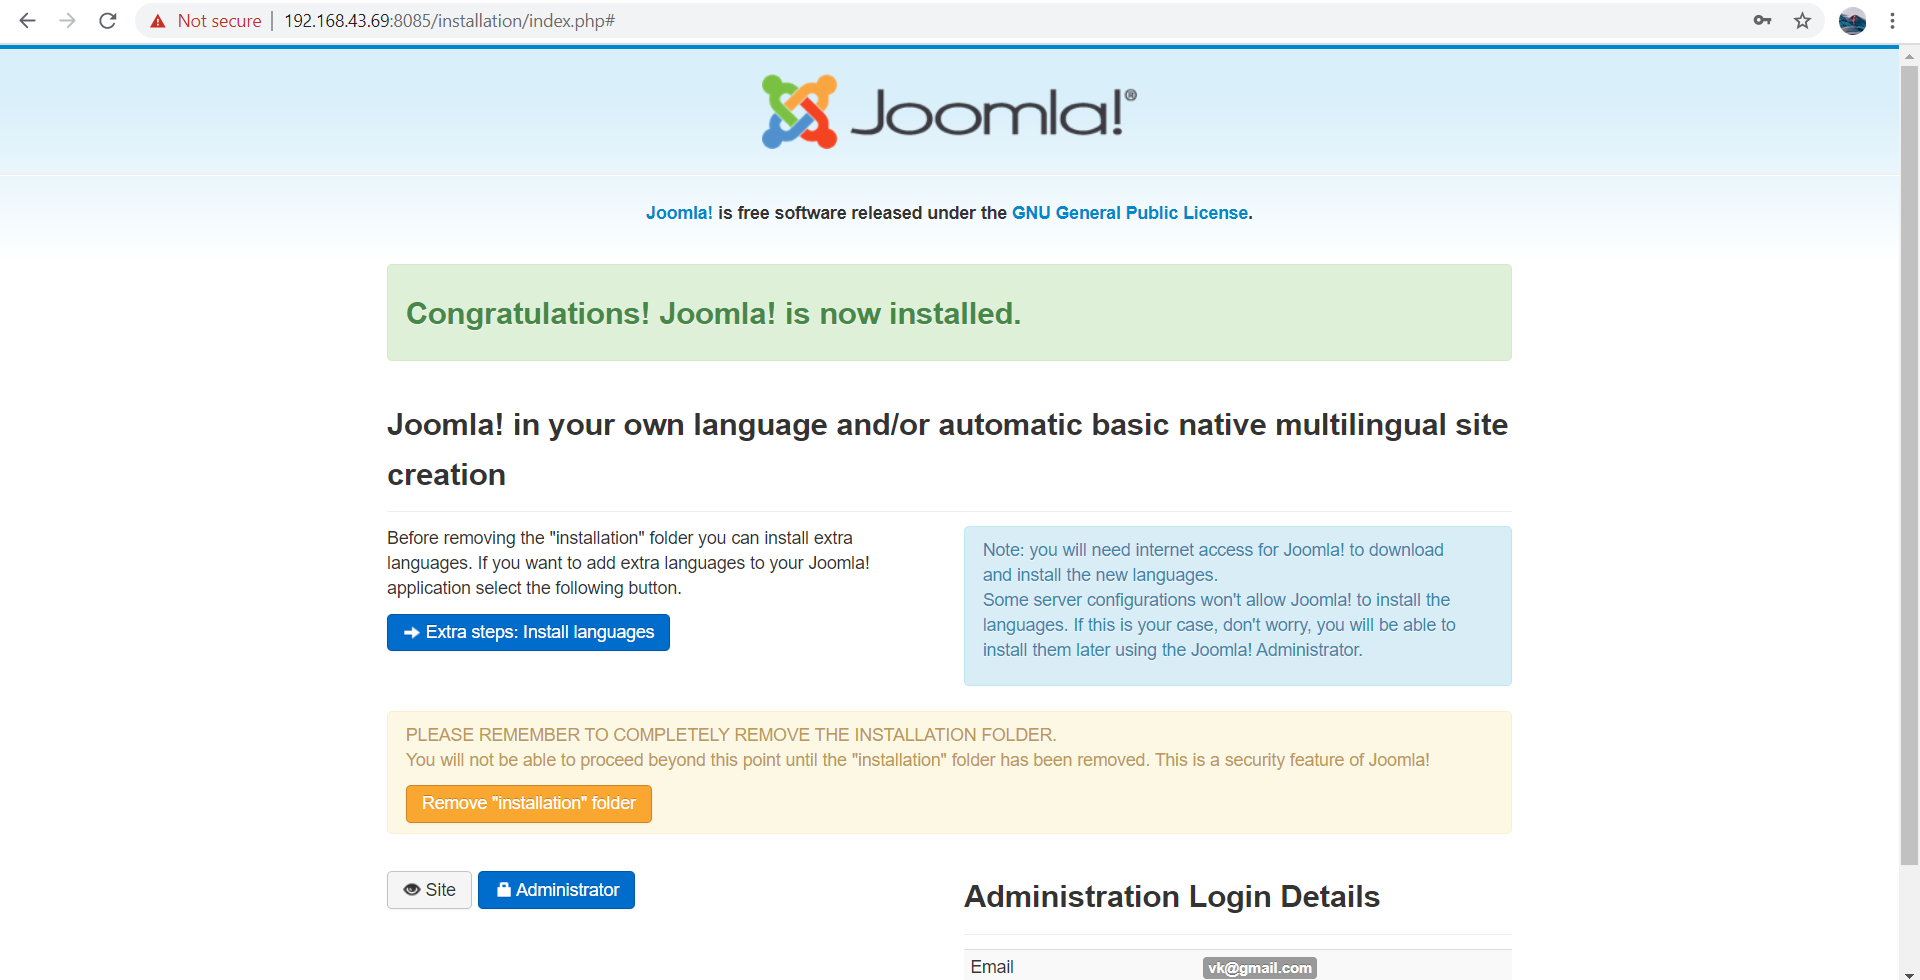 Not secure | 192.168.43.69:8085/installation/index.php#
Joomla!®
Joomla! is free software released under the GNU General Public License.
Congratulations! Joomla! is now installed.
Joomla! in your own language and/or automatic basic native multilingual site
creation
Before removing the "installation" folder you can install extra
languages. If you want to add extra languages to your Joomla!
application select the following button.
Extra steps: Install languages
Note: you will need internet access for Joomla! to download
and install the new languages.
Some server configurations won't allow Joomla! to install the
languages. If this is your case, don't worry, you will be able to
install them later using the Joomla! Administrator.
PLEASE REMEMBER TO COMPLETELY REMOVE THE INSTALLATION FOLDER.
You will not be able to proceed beyond this point until the "installation" folder has been removed. This is a security feature of Joomla!
Remove "installation" folder
Site
Administrator
Administration Login Details
Email
vk@gmail.com